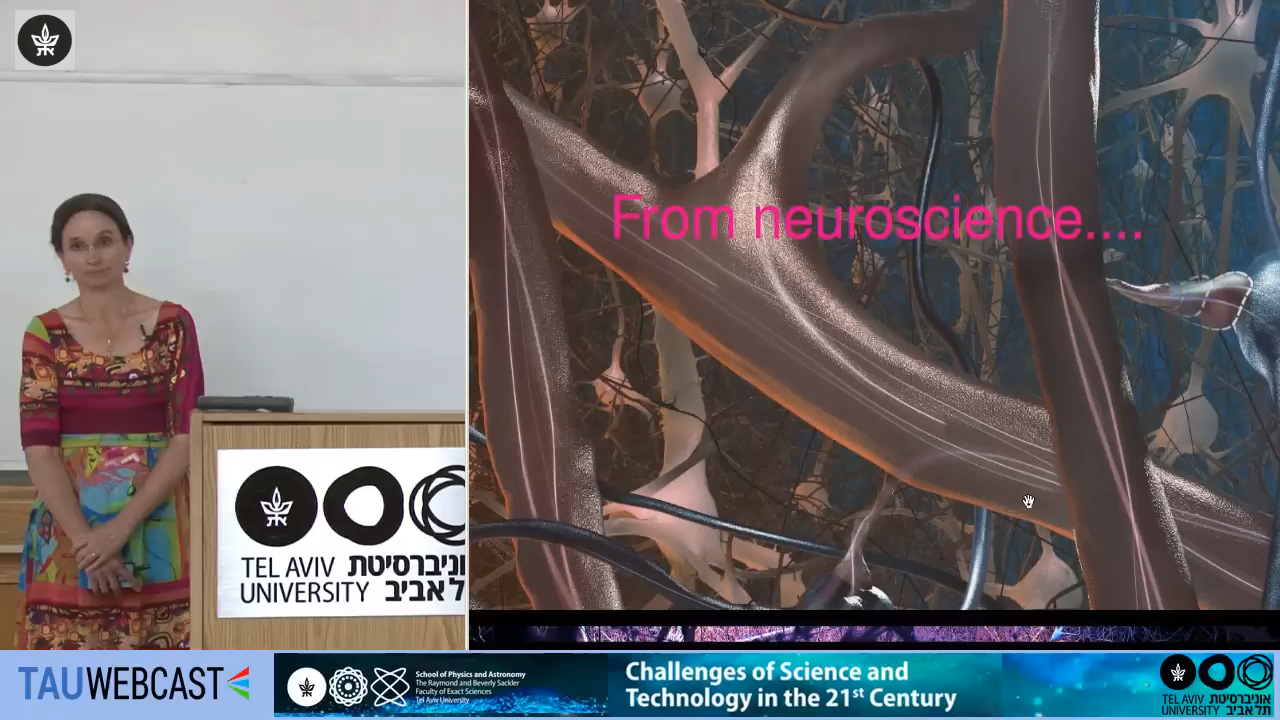 From neuroscience....
TEL AVIV אוניברסיטת
UNIVERSITY תל אביב
TAUWEBCAST
School of Physics and Astronomy
The Raymond and Beverly Sackler
Faculty of Exact Sciences
Tel Aviv University
Challenges of Science and
Technology in the 21st Century
TEL AVIV אוניברסיטת
UNIVERSITY תל אביב